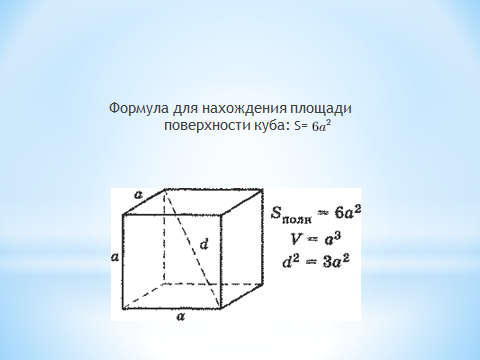 Формула для нахождения площади
поверхности куба: S= 6a²
a
a
d
a
Sполн = 6a²
V = a³
d² = 3a²